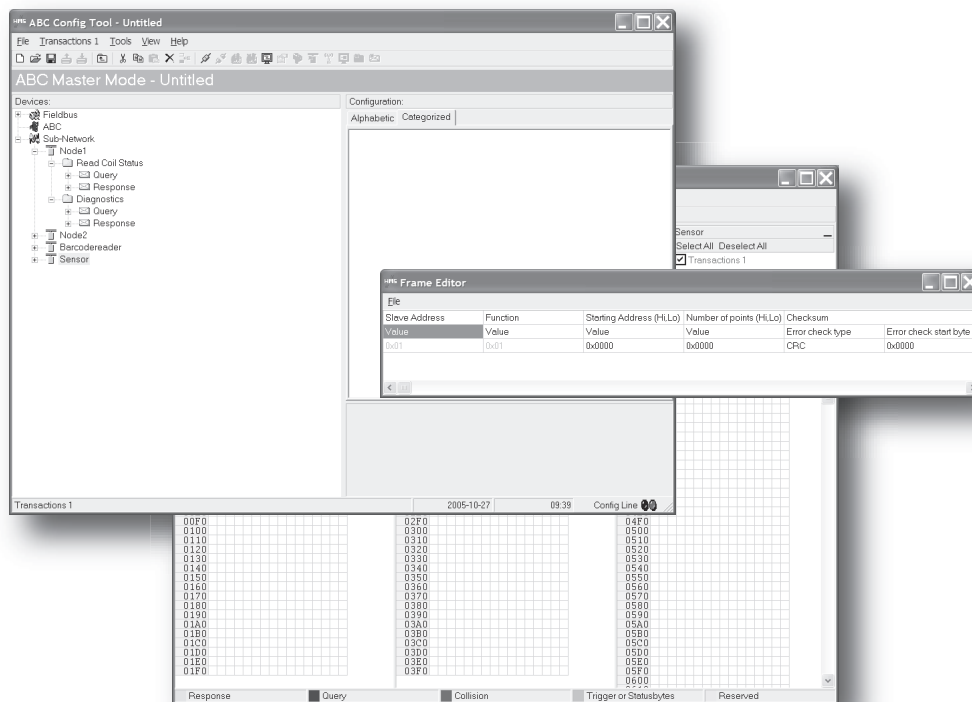 HMS ABC Config Tool - Untitled
File Transactions 1 Tools View Help
ABC Master Mode - Untitled
Devices:
Fieldbus
ABC
Sub-Network
Node1
Read Coil Status
Query
Response
Diagnostics
Query
Response
Node2
Barcodereader
Sensor
Configuration:
Alphabetic Categorized
Transactions 1 2005-10-27 09:39 Config Line
Sensor
Select All Deselect All
Transactions 1
HMS Frame Editor
File
Slave Address Function Starting Address (Hi,Lo) Number of points (Hi,Lo) Checksum
Value Value Value Value Error check type Error check start byte
0x01 0x01 0x0000 0x0000 CRC 0x0000
00F0 02F0 04F0
0100 0300 0500
0110 0310 0510
0120 0320 0520
0130 0330 0530
0140 0340 0540
0150 0350 0550
0160 0360 0560
0170 0370 0570
0180 0380 0580
0190 0390 0590
01A0 03A0 05A0
01B0 03B0 05B0
01C0 03C0 05C0
01D0 03D0 05D0
01E0 03E0 05E0
01F0 03F0 05F0
0600
Response Query Collision Trigger or Statusbytes Reserved